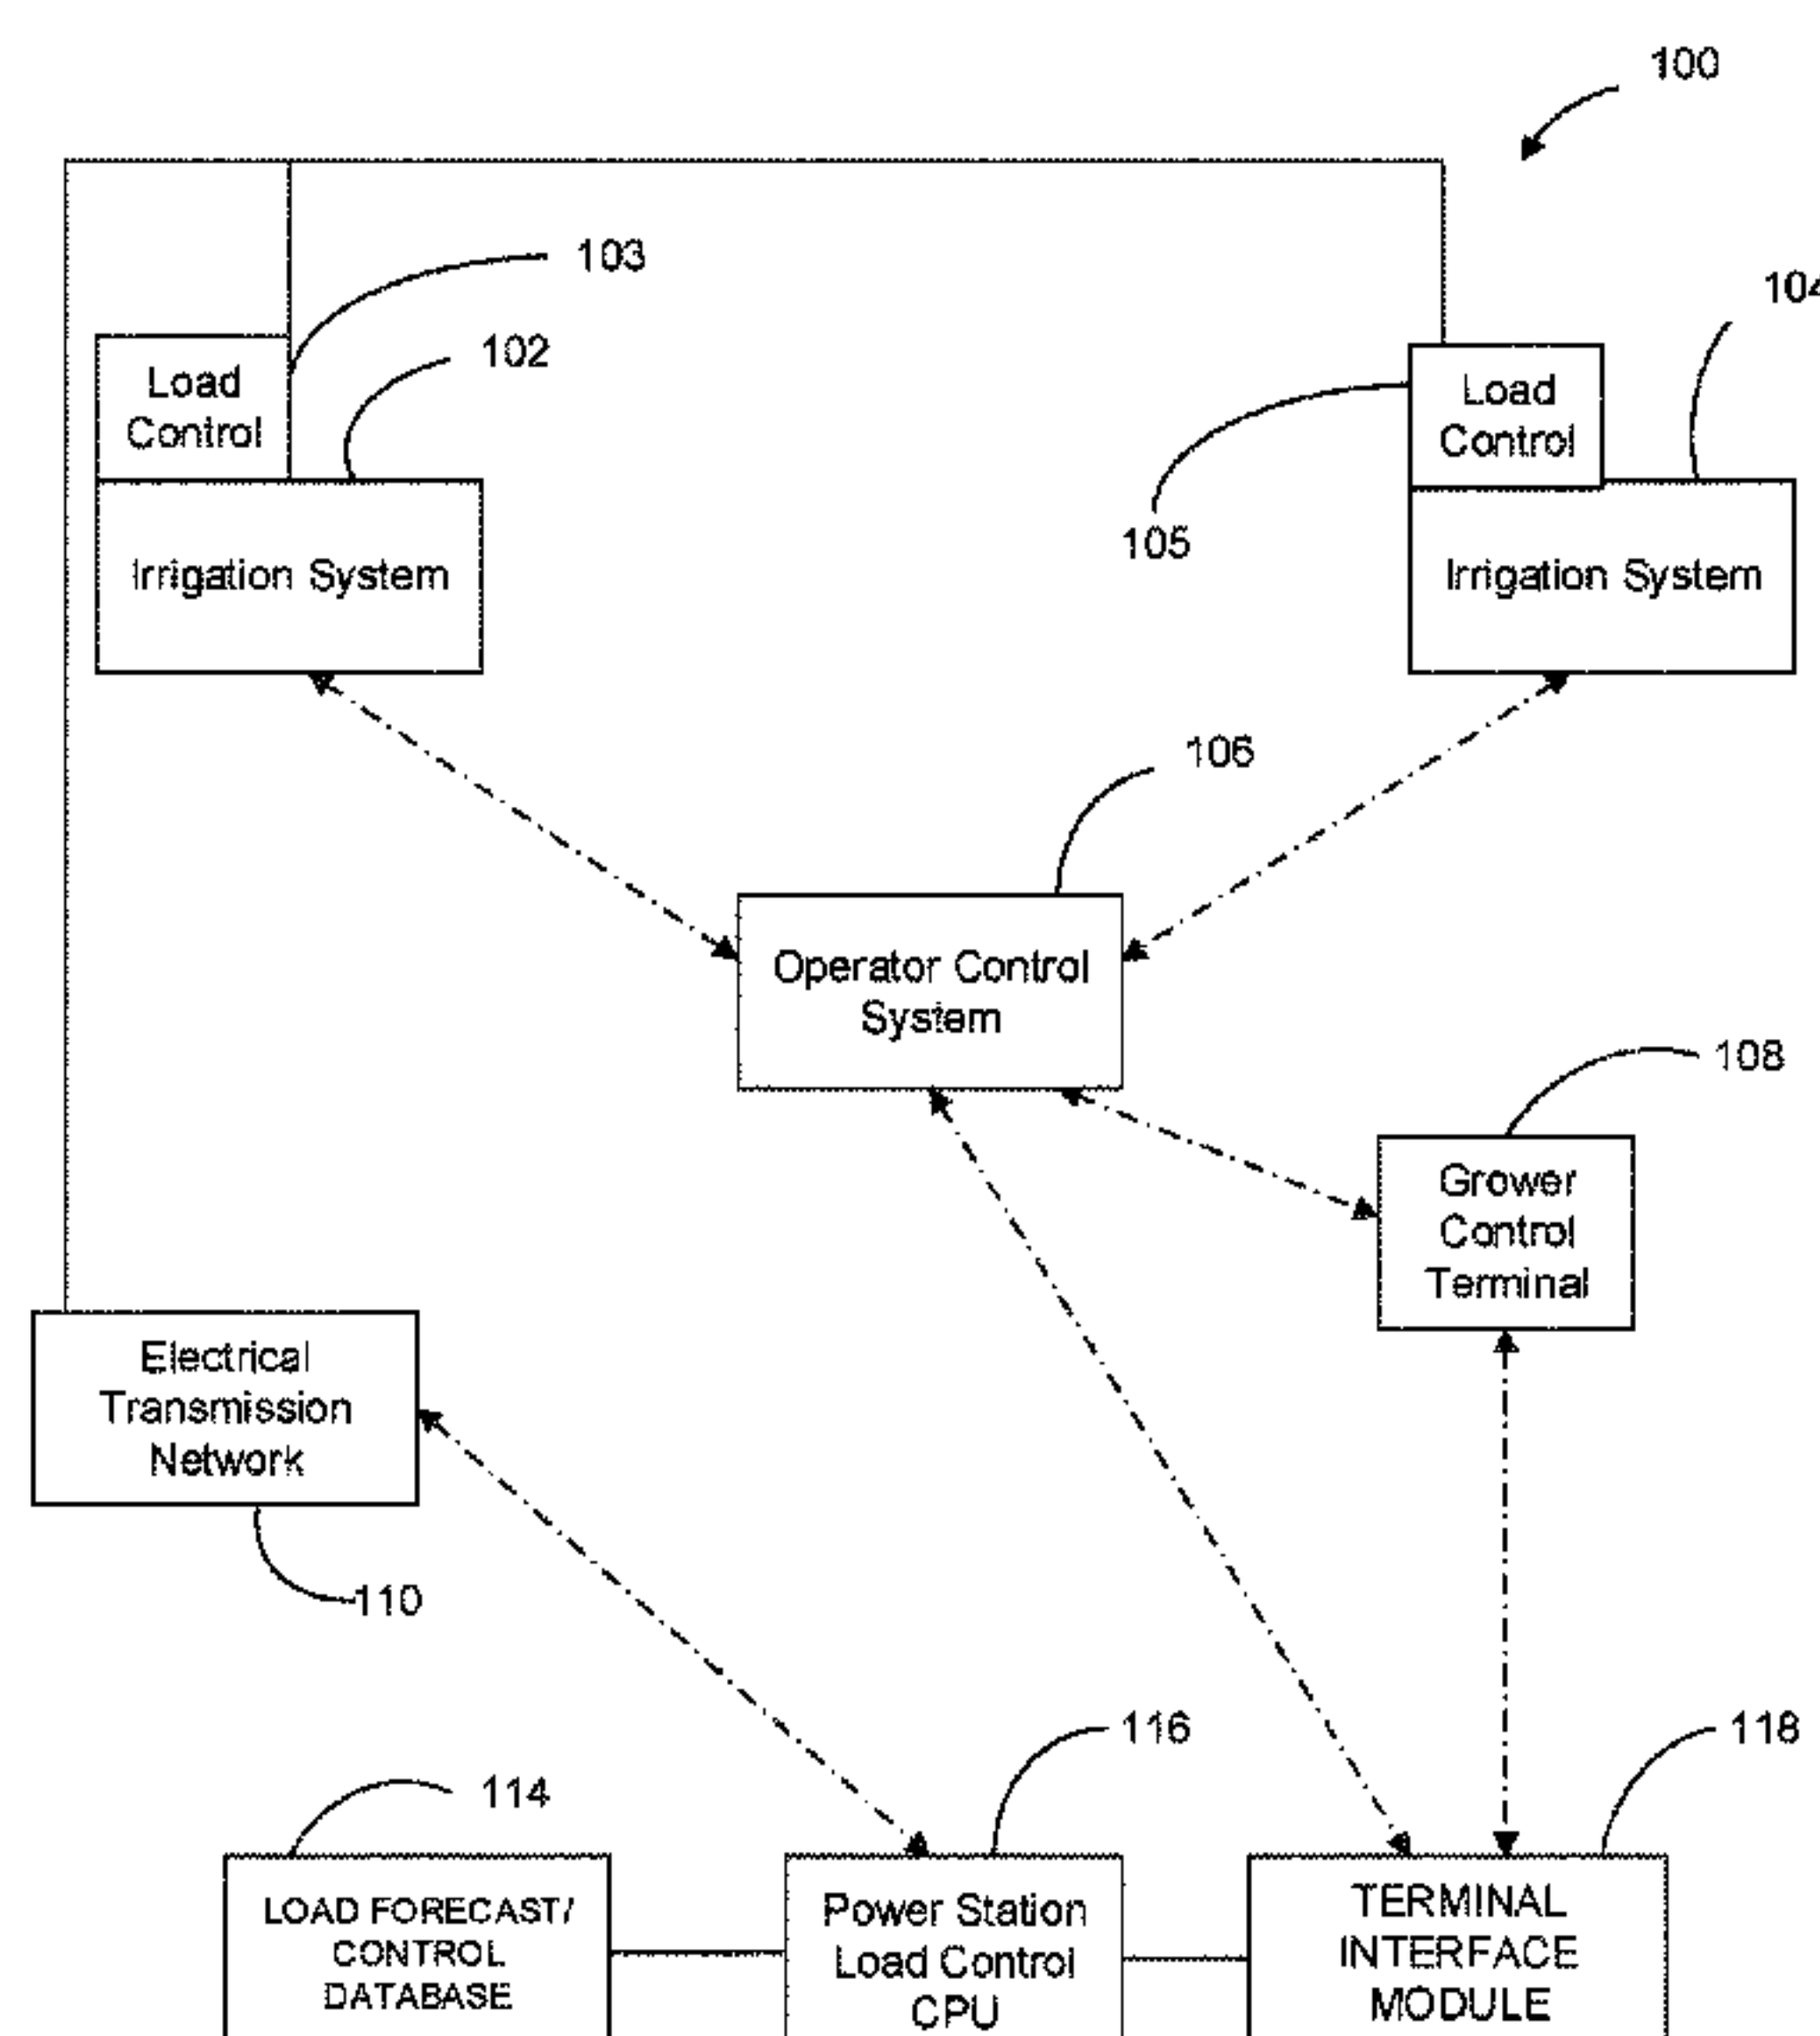 100
103
104
102
Load
Control
Load
Control
105
Irrigation System
Irrigation System
106
Operator Control
System
108
Grower
Control
Terminal
Electrical
Transmission
Network
110
116
118
114
LOAD FORECAST/
CONTROL
DATABASE
Power Station
Load Control
CPU
TERMINAL
INTERFACE
MODULE